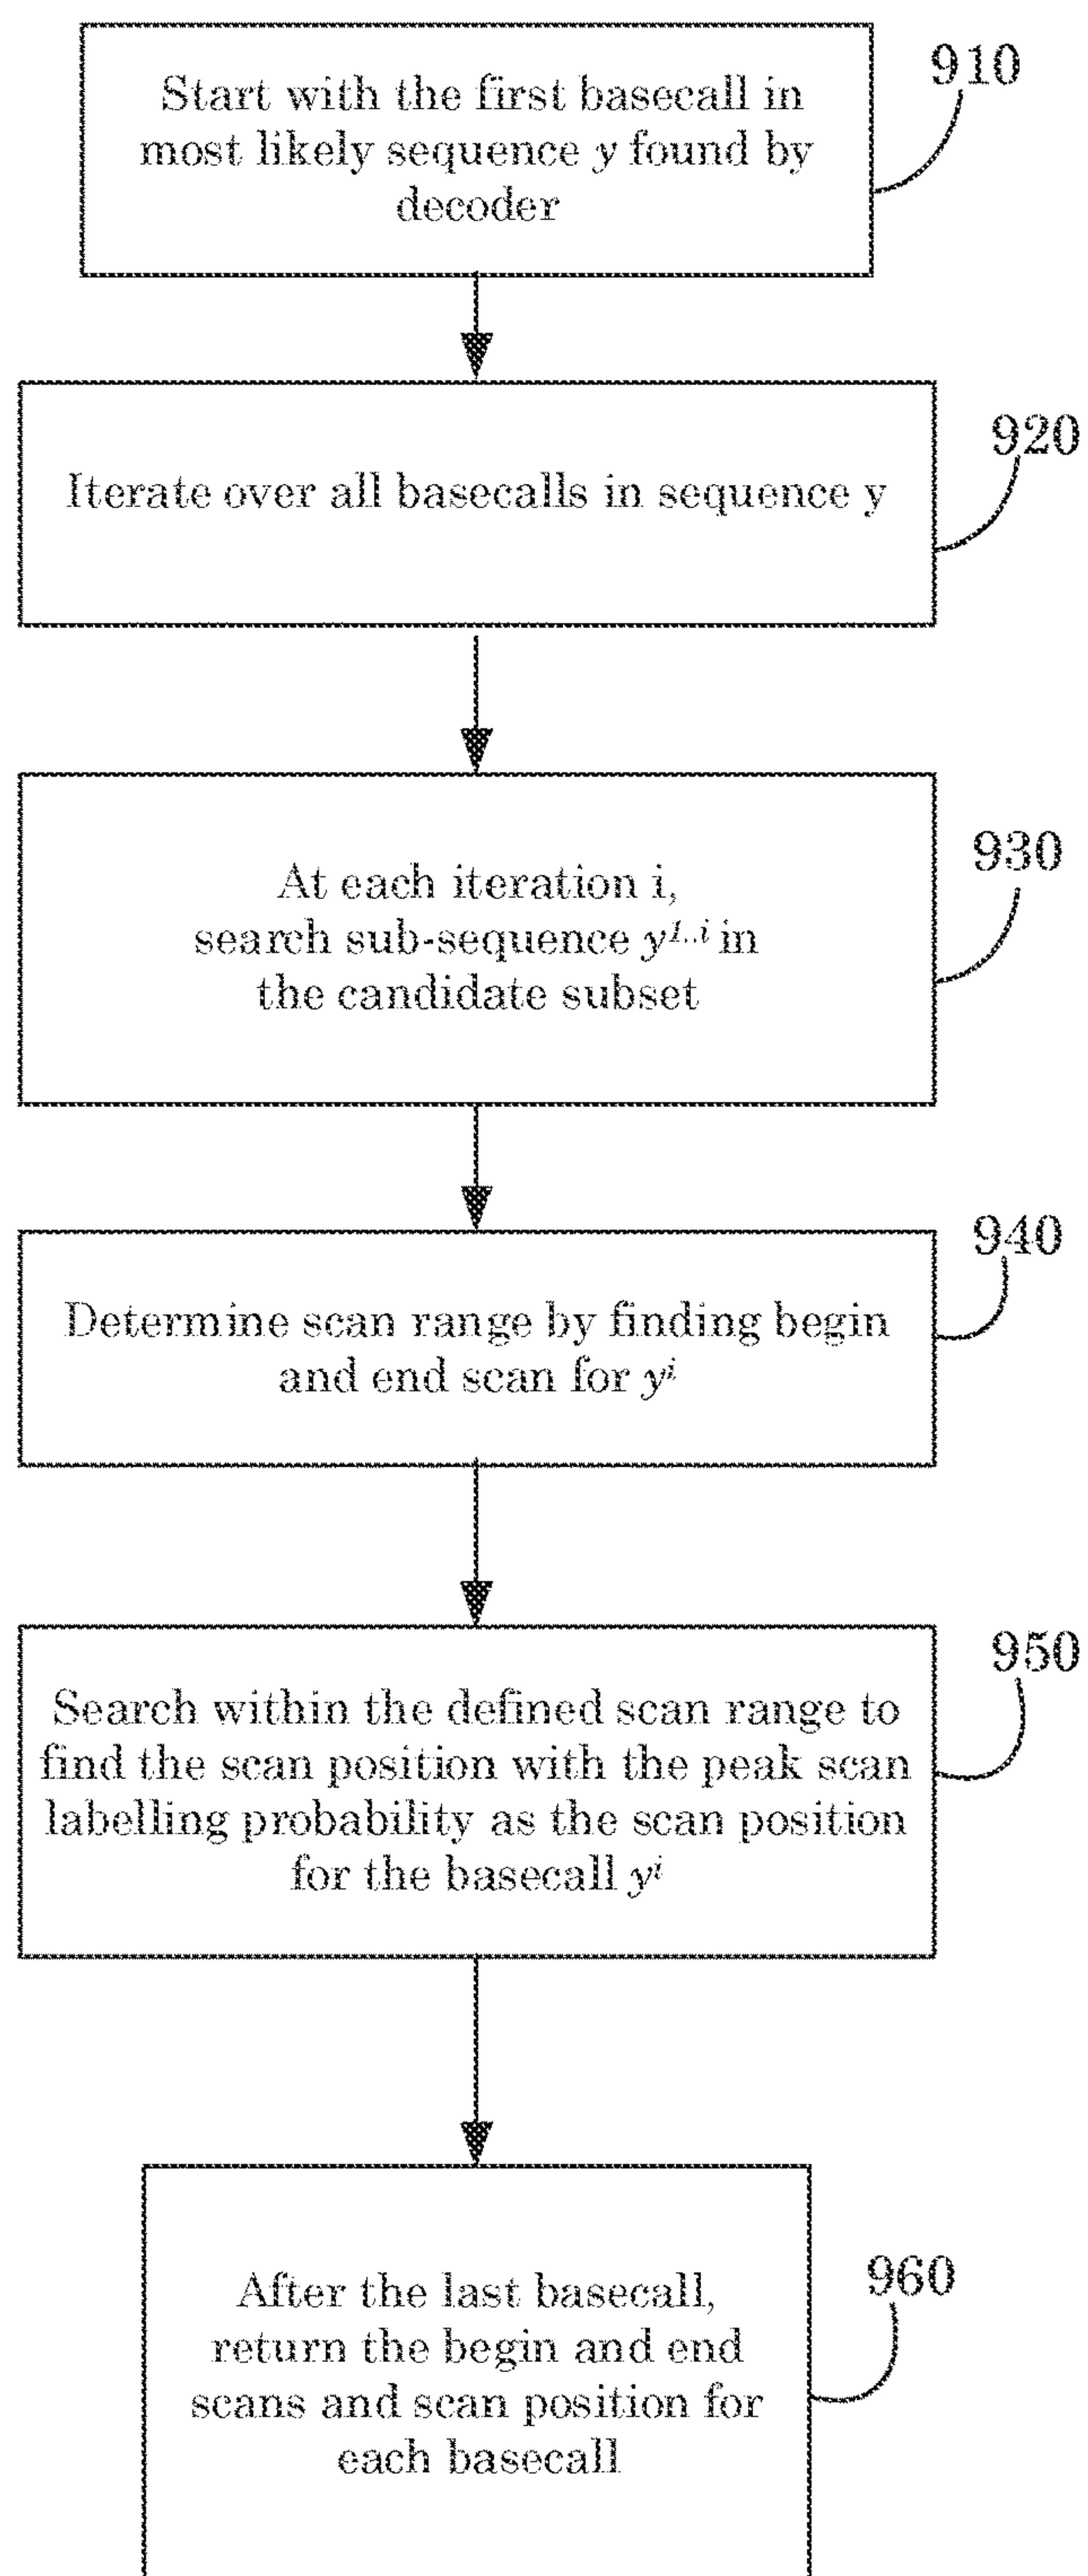 910
Start with the first basecall in
most likely sequence y found by
decoder
920
Iterate over all basecalls in sequence y
930
At each iteration i,
search sub-sequence y^1..i in
the candidate subset
940
Determine scan range by finding begin
and end scan for y^i
950
Search within the defined scan range to
find the scan position with the peak scan
labelling probability as the scan position
for the basecall y^i
960
After the last basecall,
return the begin and end
scans and scan position for
each basecall